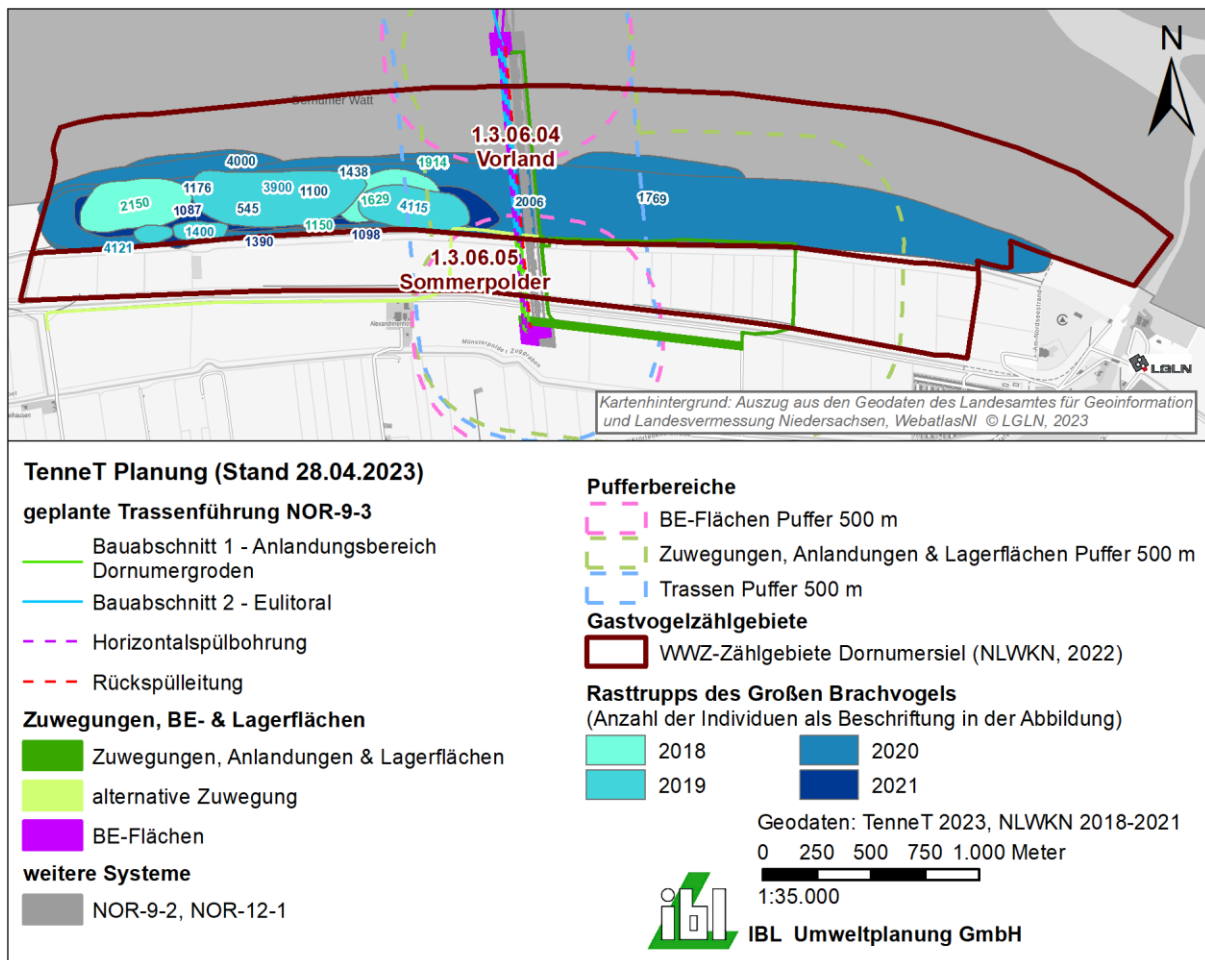 N
Dornumer Watt
1.3.06.04
Vorland
4000
1438
1914
1176
3900
1100
2150
1629
4115
2006
1769
1087
545
1150
1400
4121
1390
1098
1.3.06.05
Sommerpolder
Alexanderenhof
Münsterpolder Zuggraben
Am Nordseestrand
LGLN
Kartenhintergrund: Auszug aus den Geodaten des Landesamtes für Geoinformation
und Landesvermessung Niedersachsen, WebatlasNI © LGLN, 2023
TenneT Planung (Stand 28.04.2023)
geplante Trassenführung NOR-9-3
Bauabschnitt 1 - Anlandungsbereich
Dornumergroden
Bauabschnitt 2 - Eulitoral
Horizontalspülbohrung
Rückspülleitung
Zuwegungen, BE- & Lagerflächen
Zuwegungen, Anlandungen & Lagerflächen
alternative Zuwegung
BE-Flächen
weitere Systeme
NOR-9-2, NOR-12-1
Pufferbereiche
BE-Flächen Puffer 500 m
Zuwegungen, Anlandungen & Lagerflächen Puffer 500 m
Trassen Puffer 500 m
Gastvogelzählgebiete
WWZ-Zählgebiete Dornumersiel (NLWKN, 2022)
Rasttrupps des Großen Brachvogels
(Anzahl der Individuen als Beschriftung in der Abbildung)
2018
2020
2019
2021
Geodaten: TenneT 2023, NLWKN 2018-2021
0 250 500 750 1.000 Meter
1:35.000
ibl
IBL Umweltplanung GmbH